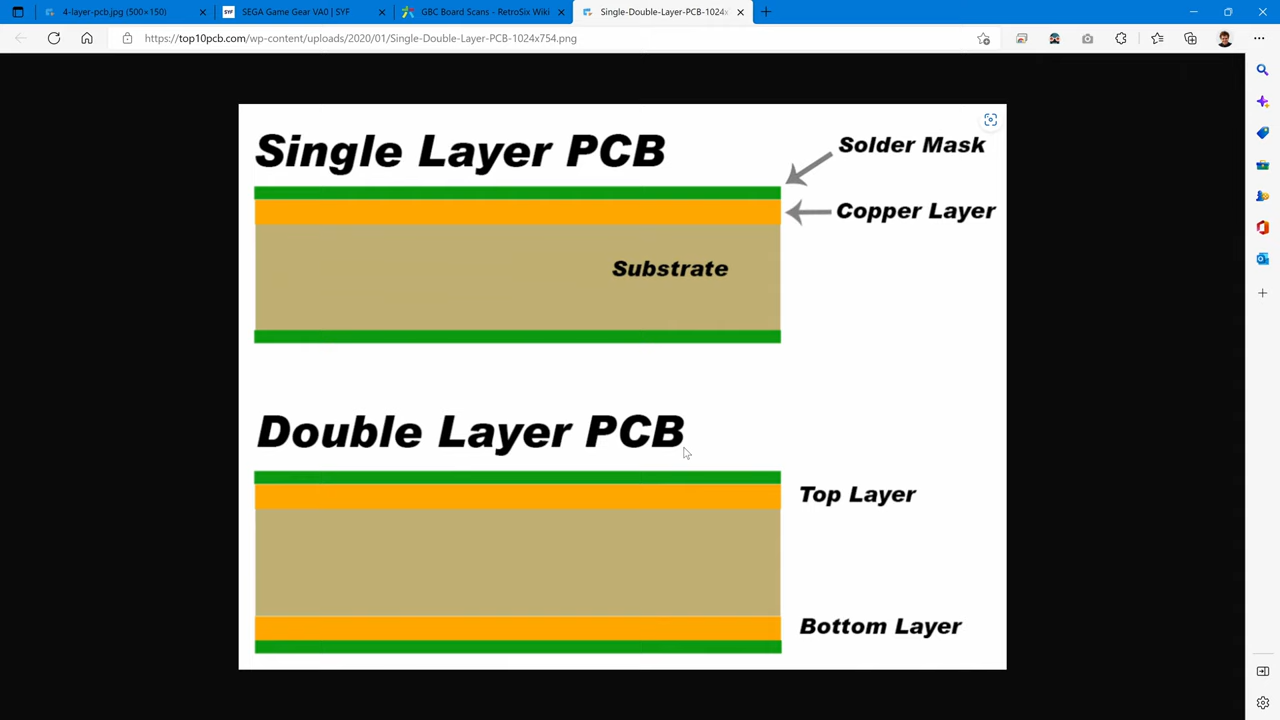 4-layer-pcb.jpg (500×150)
SYF
SEGA Game Gear VA0 | SYF
GBC Board Scans - RetroSix Wiki
Single-Double-Layer-PCB-1024x
https://top10pcb.com/wp-content/uploads/2020/01/Single-Double-Layer-PCB-1024x754.png
Single Layer PCB
Solder Mask
Copper Layer
Substrate
Double Layer PCB
Top Layer
Bottom Layer